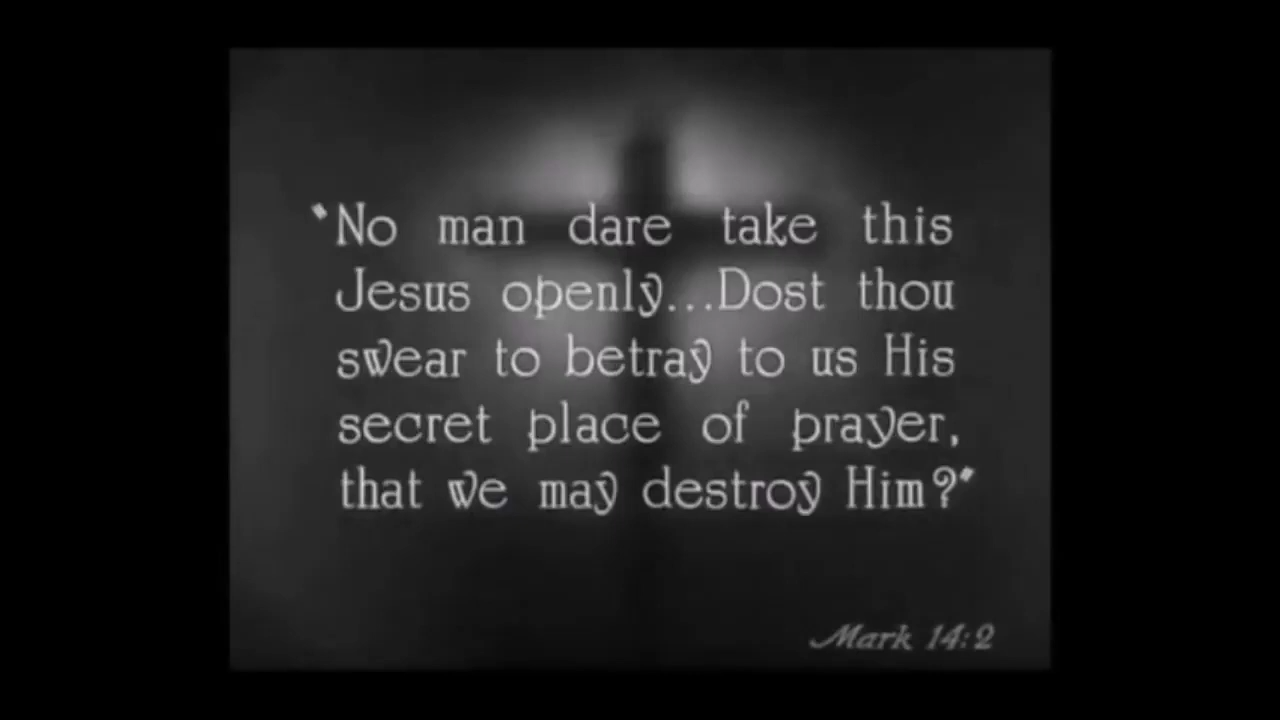 "No man dare take this
Jesus openly...Dost thou
swear to betray to us His
secret place of prayer,
that we may destroy Him?"
Mark 14:2